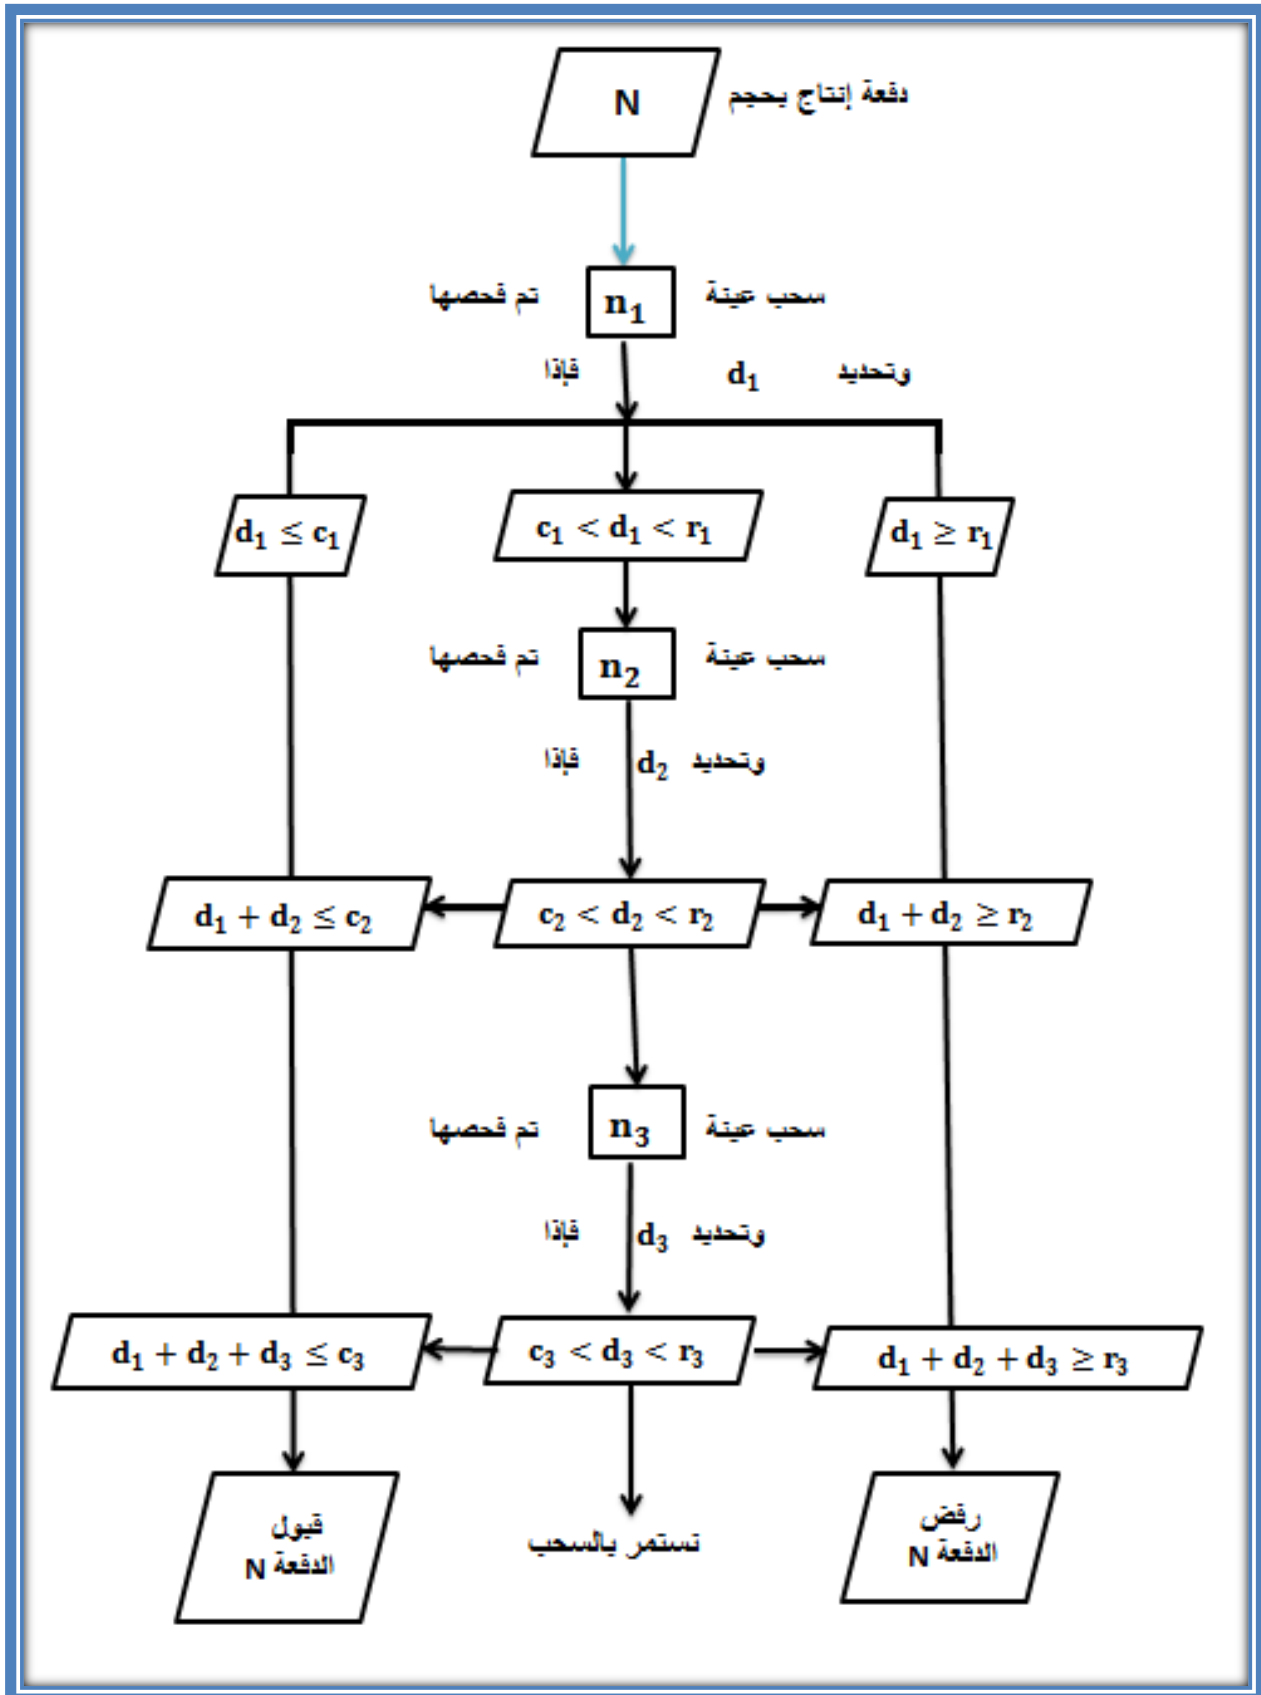 دفعة إنتاج بحجم N
سحب عينة n₁ تم فحصها
وتحديد d₁ فإذا
d₁ ≥ r₁
c₁ < d₁ < r₁
d₁ ≤ c₁
سحب عينة n₂ تم فحصها
وتحديد d₂ فإذا
d₁ + d₂ ≥ r₂
c₂ < d₂ < r₂
d₁ + d₂ ≤ c₂
سحب عينة n₃ تم فحصها
وتحديد d₃ فإذا
d₁ + d₂ + d₃ ≥ r₃
c₃ < d₃ < r₃
d₁ + d₂ + d₃ ≤ c₃
رفض
الدفعة N
نستمر بالسحب
قبول
الدفعة N